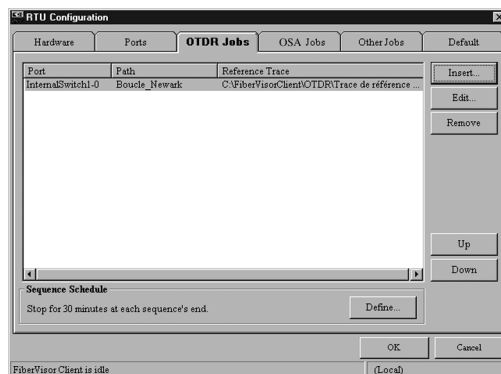 RTU Configuration
Hardware Ports OTDR Jobs OSA Jobs Other Jobs Default
Port Path Reference Trace
InternalSwitch1-0 Boucle_Newark C:\FiberVisorClient\OTDR\Trace de référence ...
Insert...
Edit...
Remove
Up
Down
Sequence Schedule
Stop for 30 minutes at each sequence's end.
Define...
OK Cancel
FiberVisor Client is idle (Local)